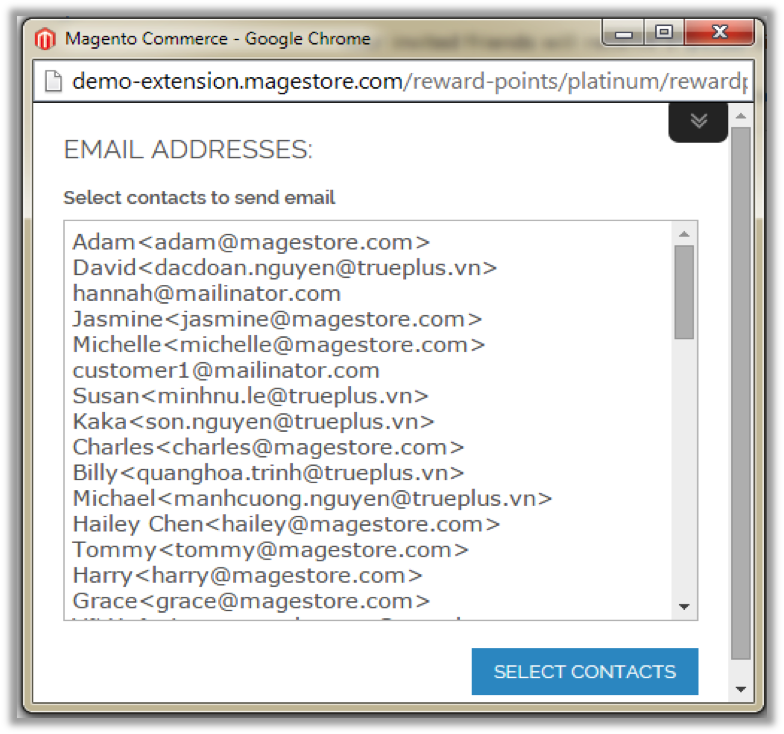 Magento Commerce - Google Chrome
demo-extension.magestore.com/reward-points/platinum/reward
EMAIL ADDRESSES:
Select contacts to send email
Adam<adam@magestore.com>
David<dacdoan.nguyen@trueplus.vn>
hannah@mailinator.com
Jasmine<jasmine@magestore.com>
Michelle<michelle@magestore.com>
customer1@mailinator.com
Susan<minhnu.le@trueplus.vn>
Kaka<son.nguyen@trueplus.vn>
Charles<charles@magestore.com>
Billy<quanghoa.trinh@trueplus.vn>
Michael<manhcuong.nguyen@trueplus.vn>
Hailey Chen<hailey@magestore.com>
Tommy<tommy@magestore.com>
Harry<harry@magestore.com>
Grace<grace@magestore.com>
SELECT CONTACTS